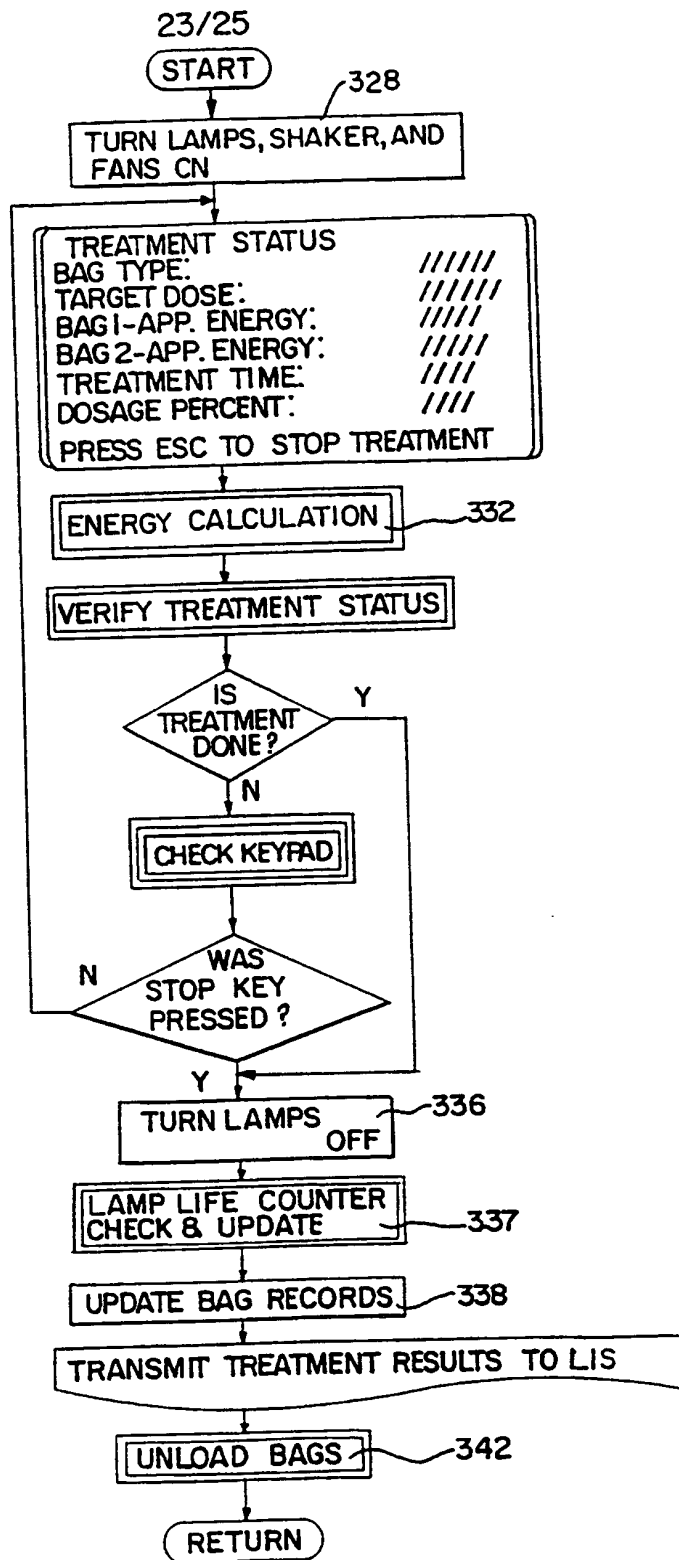 23/25
START
328
TURN LAMPS, SHAKER, AND
FANS CN
TREATMENT STATUS
BAG TYPE: //////
TARGET DOSE: ///////
BAG 1-APP. ENERGY: /////
BAG 2-APP. ENERGY: /////
TREATMENT TIME: ////
DOSAGE PERCENT: ////
PRESS ESC TO STOP TREATMENT
ENERGY CALCULATION 332
VERIFY TREATMENT STATUS
IS
TREATMENT
DONE?
Y
N
CHECK KEYPAD
N
WAS
STOP KEY
PRESSED?
Y
TURN LAMPS
OFF
336
LAMP LIFE COUNTER
CHECK & UPDATE
337
UPDATE BAG RECORDS 338
TRANSMIT TREATMENT RESULTS TO LIS
UNLOAD BAGS 342
RETURN